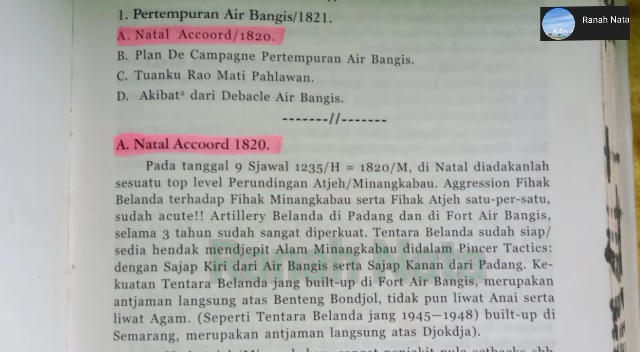 1. Pertempuran Air Bangis/1821.
A. Natal Accoord/1820.
B. Plan De Campagne Pertempuran Air Bangis.
C. Tuanku Rao Mati Pahlawan.
D. Akibat² dari Debacle Air Bangis.
-------//-------
A. Natal Accoord 1820.
Pada tanggal 9 Sjawal 1235/H = 1820/M, di Natal diadakanlah
sesuatu top level Perundingan Atjeh/Minangkabau. Aggression Fihak
Belanda terhadap Fihak Minangkabau serta Fihak Atjeh satu-per-satu,
sudah acute!! Artillery Belanda di Padang dan di Fort Air Bangis,
selama 3 tahun sudah sangat diperkuat. Tentara Belanda sudah siap/
sedia hendak mendjepit Alam Minangkabau didalam Pincer Tactics:
dengan Sajap Kiri dari Air Bangis serta Sajap Kanan dari Padang. Ke-
kuatan Tentara Belanda jang built-up di Fort Air Bangis, merupakan
antjaman langsung atas Benteng Bondjol, tidak pun liwat Anai serta
liwat Agam. (Seperti Tentara Belanda jang 1945—1948) built-up di
Semarang, merupakan antjaman langsung atas Djokdja).
Ranah Nata